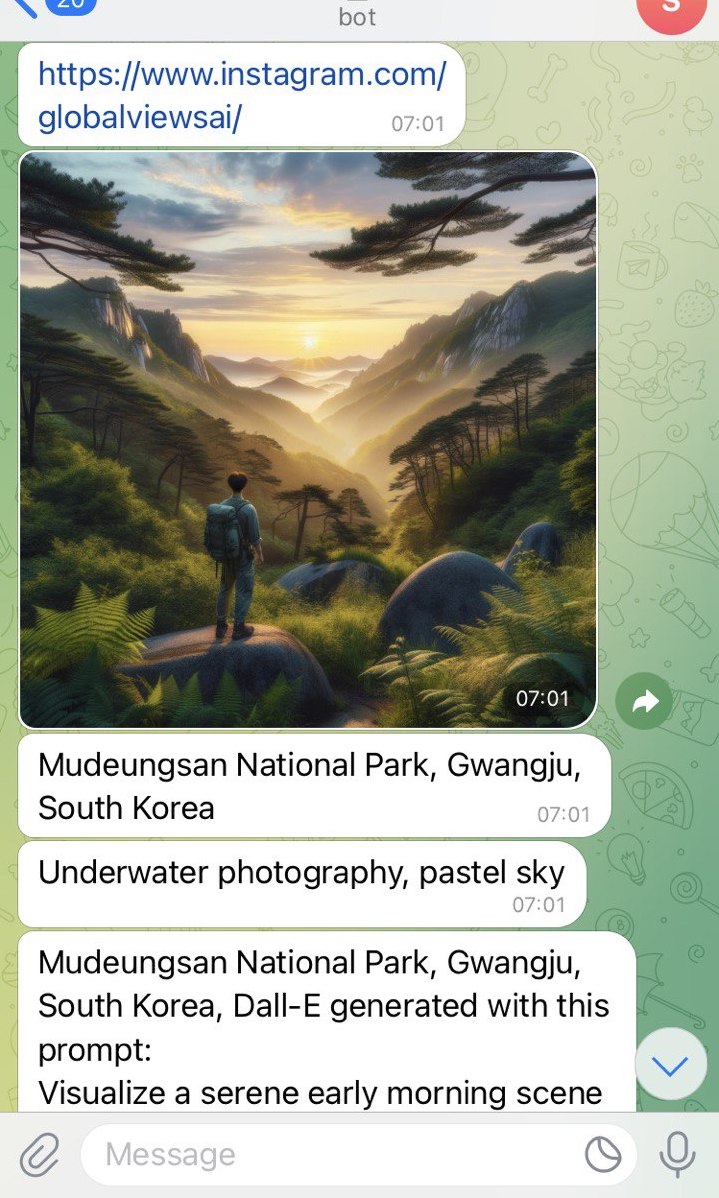 20
bot
S
https://www.instagram.com/
globalviewsai/
07:01
07:01
Mudeungsan National Park, Gwangju,
South Korea
07:01
Underwater photography, pastel sky
07:01
Mudeungsan National Park, Gwangju,
South Korea, Dall-E generated with this
prompt:
Visualize a serene early morning scene
Message